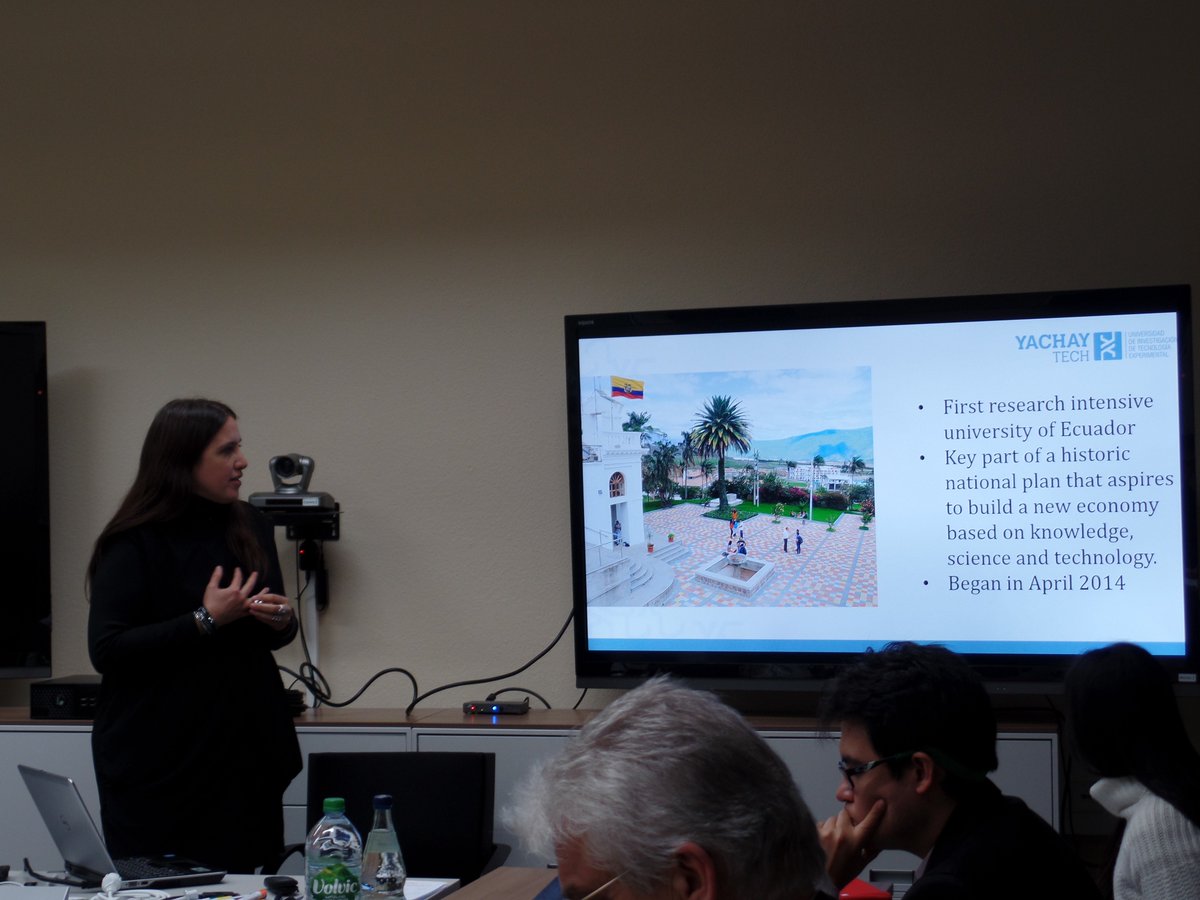 YACHAY
TECH
UNIVERSIDAD
DE INVESTIGACIÓN
DE TECNOLOGÍA
EXPERIMENTAL
• First research intensive
university of Ecuador
• Key part of a historic
national plan that aspires
to build a new economy
based on knowledge,
science and technology.
• Began in April 2014
Volvic